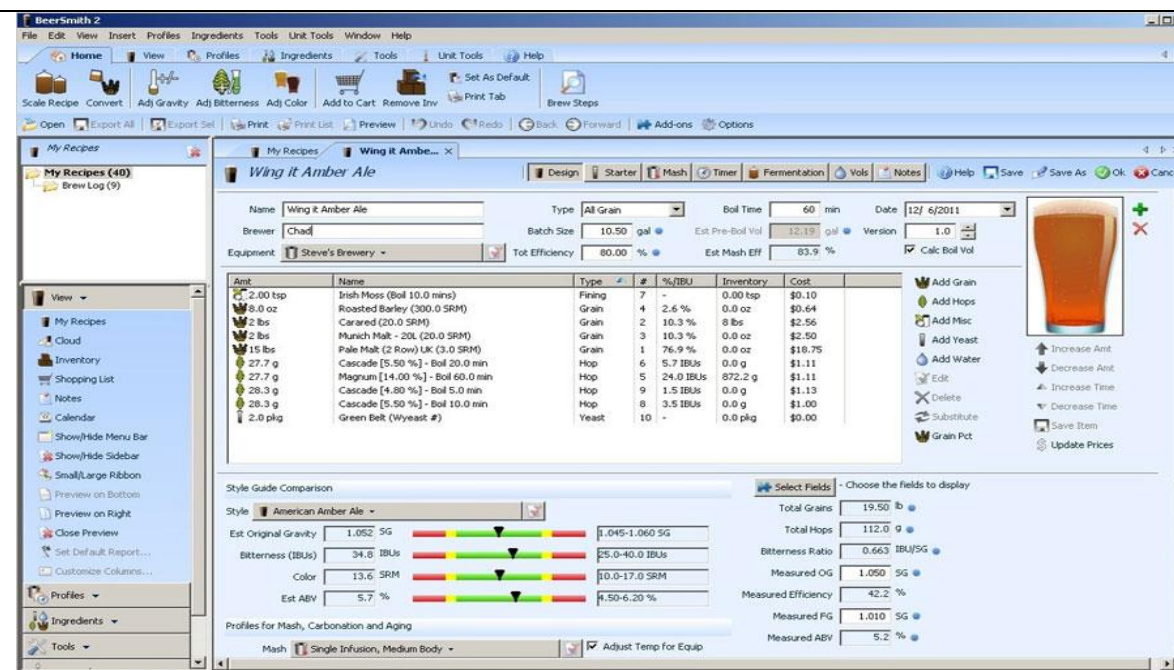 BeerSmith 2
File Edit View Insert Profiles Ingredients Tools Unit Tools Window Help
Home View Profiles Ingredients Tools Unit Tools Help
Set As Default
Print Tab
Scale Recipe Convert Adj Gravity Adj Bitterness Adj Color Add to Cart Remove Inv Brew Steps
Open Export All Export Sel Print Print List Preview Undo Redo Back Forward Add-ons Options
My Recipes
My Recipes (40)
Brew Log (9)
View
My Recipes
Cloud
Inventory
Shopping List
Notes
Calendar
Show/Hide Menu Bar
Show/Hide Sidebar
Small/Large Ribbon
Preview on Bottom
Preview on Right
Close Preview
Set Default Report...
Customize Columns...
Profiles
Ingredients
Tools
My Recipes Wing it Ambe...
Wing it Amber Ale Design Starter Mash Timer Fermentation Vols Notes Help Save Save As Ok Canc
Name Wing it Amber Ale Type All Grain Boil Time 60 min Date 12/ 6/2011
Brewer Chad Batch Size 10.50 gal Est Pre-Boil Vol 12.19 gal Version 1.0
Equipment Steve's Brewery Tot Efficiency 80.00 % Est Mash Eff 83.9 % Calc Boil Vol
Amt Name Type # %/IBU Inventory Cost
2.00 tsp Irish Moss (Boil 10.0 mins) Fining 7 - 0.00 tsp $0.10
8.0 oz Roasted Barley (300.0 SRM) Grain 4 2.6 % 0.0 oz $0.64
2 lbs Carared (20.0 SRM) Grain 2 10.3 % 8 lbs $2.56
2 lbs Munich Malt - 20L (20.0 SRM) Grain 3 10.3 % 0.0 oz $2.50
15 lbs Pale Malt (2 Row) UK (3.0 SRM) Grain 1 76.9 % 0.0 oz $18.75
27.7 g Cascade [5.50 %] - Boil 20.0 min Hop 6 5.7 IBUs 0.0 g $1.11
27.7 g Magnum [14.00 %] - Boil 60.0 min Hop 5 24.0 IBUs 872.2 g $1.11
28.3 g Cascade [4.80 %] - Boil 5.0 min Hop 9 1.5 IBUs 0.0 g $1.13
28.3 g Cascade [5.50 %] - Boil 10.0 min Hop 8 3.5 IBUs 0.0 g $1.00
2.0 pkg Green Belt (Wyeast #) Yeast 10 - 0.0 pkg $0.00
Add Grain
Add Hops
Add Misc
Add Yeast
Add Water
Edit
Delete
Substitute
Grain Pct
Increase Amt
Decrease Amt
Increase Time
Decrease Time
Save Item
Update Prices
Style Guide Comparison
Style American Amber Ale
Est Original Gravity 1.052 SG 1.045-1.060 SG
Bitterness (IBUs) 34.8 IBUs 25.0-40.0 IBUs
Color 13.6 SRM 10.0-17.0 SRM
Est ABV 5.7 % 4.50-6.20 %
Profiles for Mash, Carbonation and Aging
Mash Single Infusion, Medium Body Adjust Temp for Equip
Select Fields - Choose the fields to display
Total Grains 19.50 lb
Total Hops 112.0 g
Bitterness Ratio 0.663 IBU/SG
Measured OG 1.050 SG
Measured Efficiency 42.2 %
Measured FG 1.010 SG
Measured ABV 5.2 %